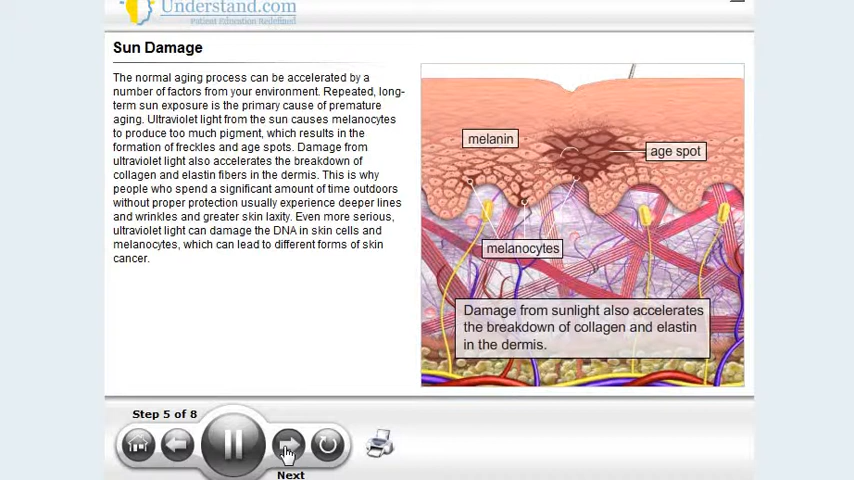 Understand.com
Patient Education Redefined
Sun Damage
The normal aging process can be accelerated by a
number of factors from your environment. Repeated, long-
term sun exposure is the primary cause of premature
aging. Ultraviolet light from the sun causes melanocytes
to produce too much pigment, which results in the
formation of freckles and age spots. Damage from
ultraviolet light also accelerates the breakdown of
collagen and elastin fibers in the dermis. This is why
people who spend a significant amount of time outdoors
without proper protection usually experience deeper lines
and wrinkles and greater skin laxity. Even more serious,
ultraviolet light can damage the DNA in skin cells and
melanocytes, which can lead to different forms of skin
cancer.
melanin
age spot
melanocytes
Damage from sunlight also accelerates
the breakdown of collagen and elastin
in the dermis.
Step 5 of 8
Next